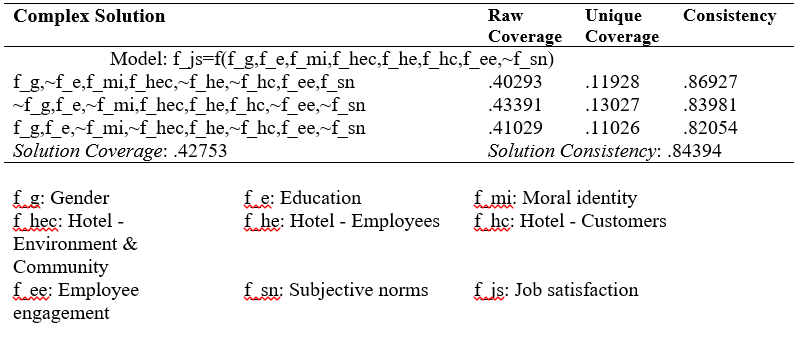 Complex Solution Raw Coverage Unique Coverage Consistency
Model: f_js=f(f_g,f_e,f_mi,f_hec,f_he,f_hc,f_ee,~f_sn)
f_g,~f_e,f_mi,f_hec,~f_he,~f_hc,f_ee,f_sn .40293 .11928 .86927
~f_g,f_e,~f_mi,f_hec,f_he,f_hc,~f_ee,~f_sn .43391 .13027 .83981
f_g,f_e,~f_mi,~f_hec,f_he,~f_hc,f_ee,~f_sn .41029 .11026 .82054
Solution Coverage: .42753 Solution Consistency: .84394
f_g: Gender f_e: Education f_mi: Moral identity
f_hec: Hotel - f_he: Hotel - Employees f_hc: Hotel - Customers
Environment &
Community
f_ee: Employee f_sn: Subjective norms f_js: Job satisfaction
engagement